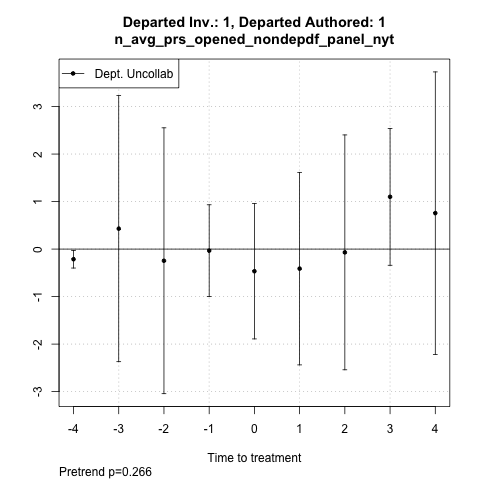 Departed Inv.: 1, Departed Authored: 1
n_avg_prs_opened_nondepdf_panel_nyt
Dept. Uncollab
3
2
1
0
-1
-2
-3
-4 -3 -2 -1 0 1 2 3 4
Time to treatment
Pretrend p=0.266